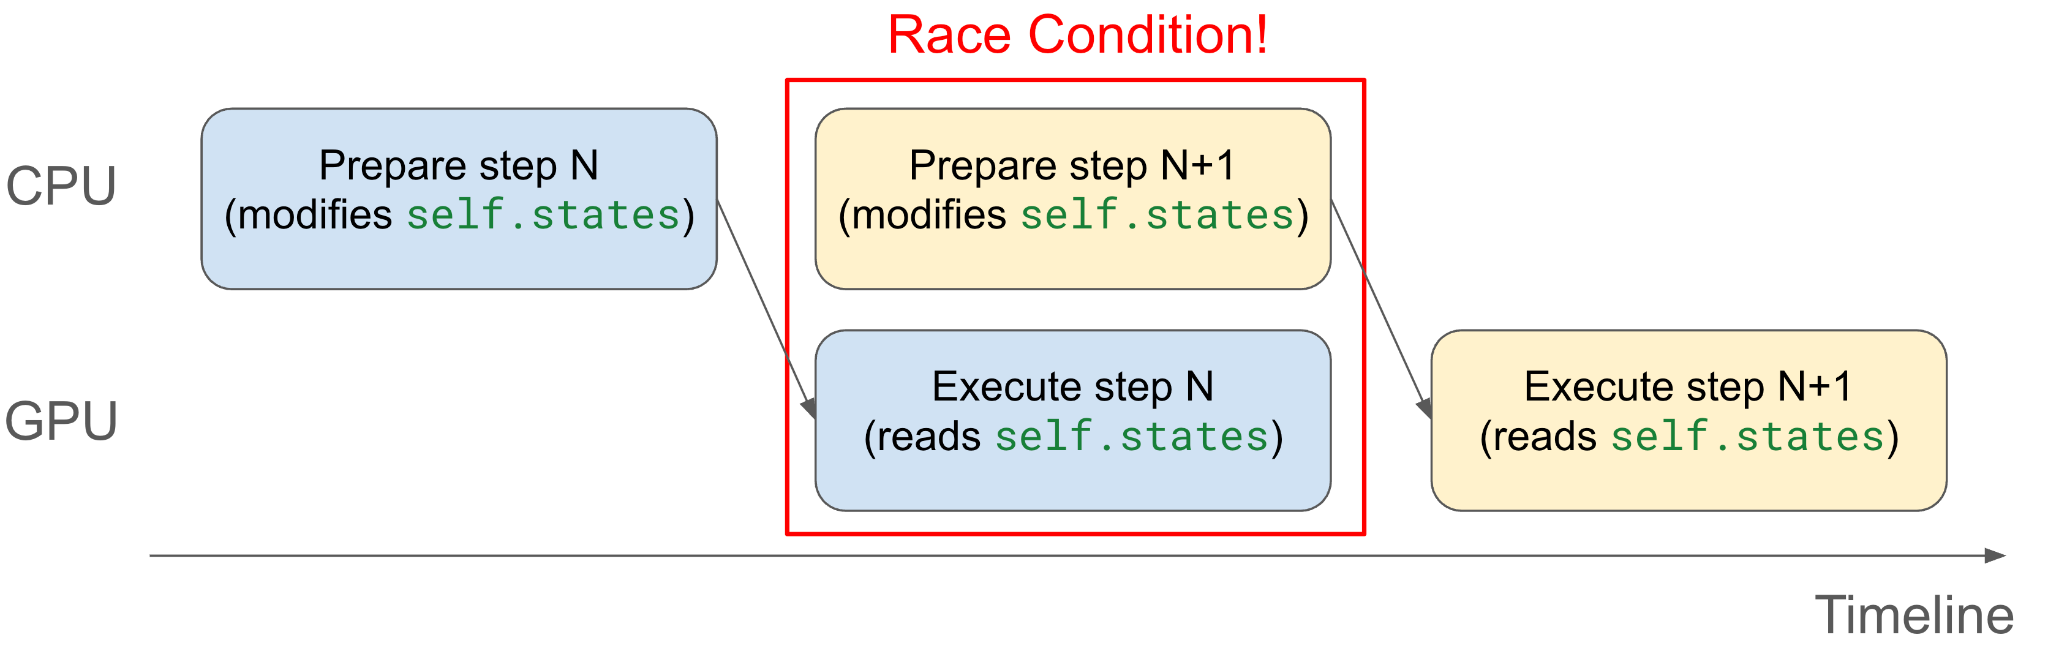 Race Condition!
CPU
Prepare step N
(modifies self.states)
Prepare step N+1
(modifies self.states)
GPU
Execute step N
(reads self.states)
Execute step N+1
(reads self.states)
Timeline